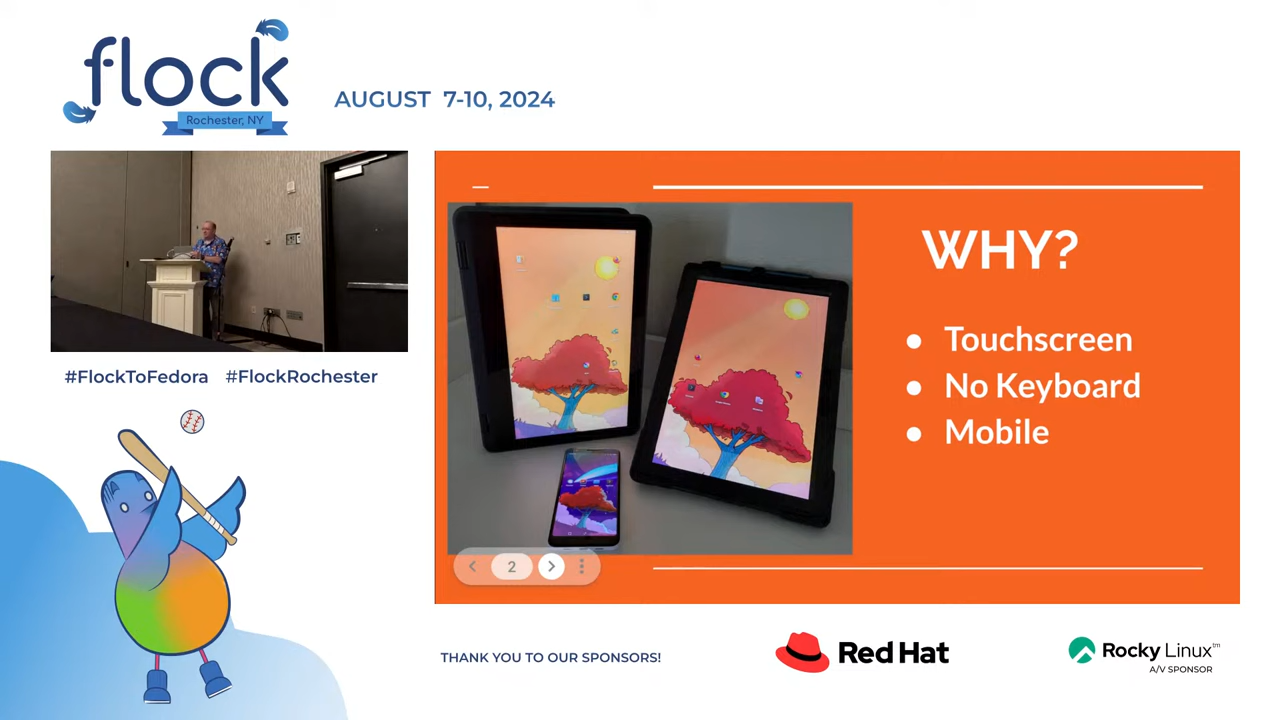 flock
Rochester, NY
AUGUST 7-10, 2024
#FlockToFedora #FlockRochester
WHY?
● Touchscreen
● No Keyboard
● Mobile
2
THANK YOU TO OUR SPONSORS!
Red Hat
Rocky Linux™
A/V SPONSOR